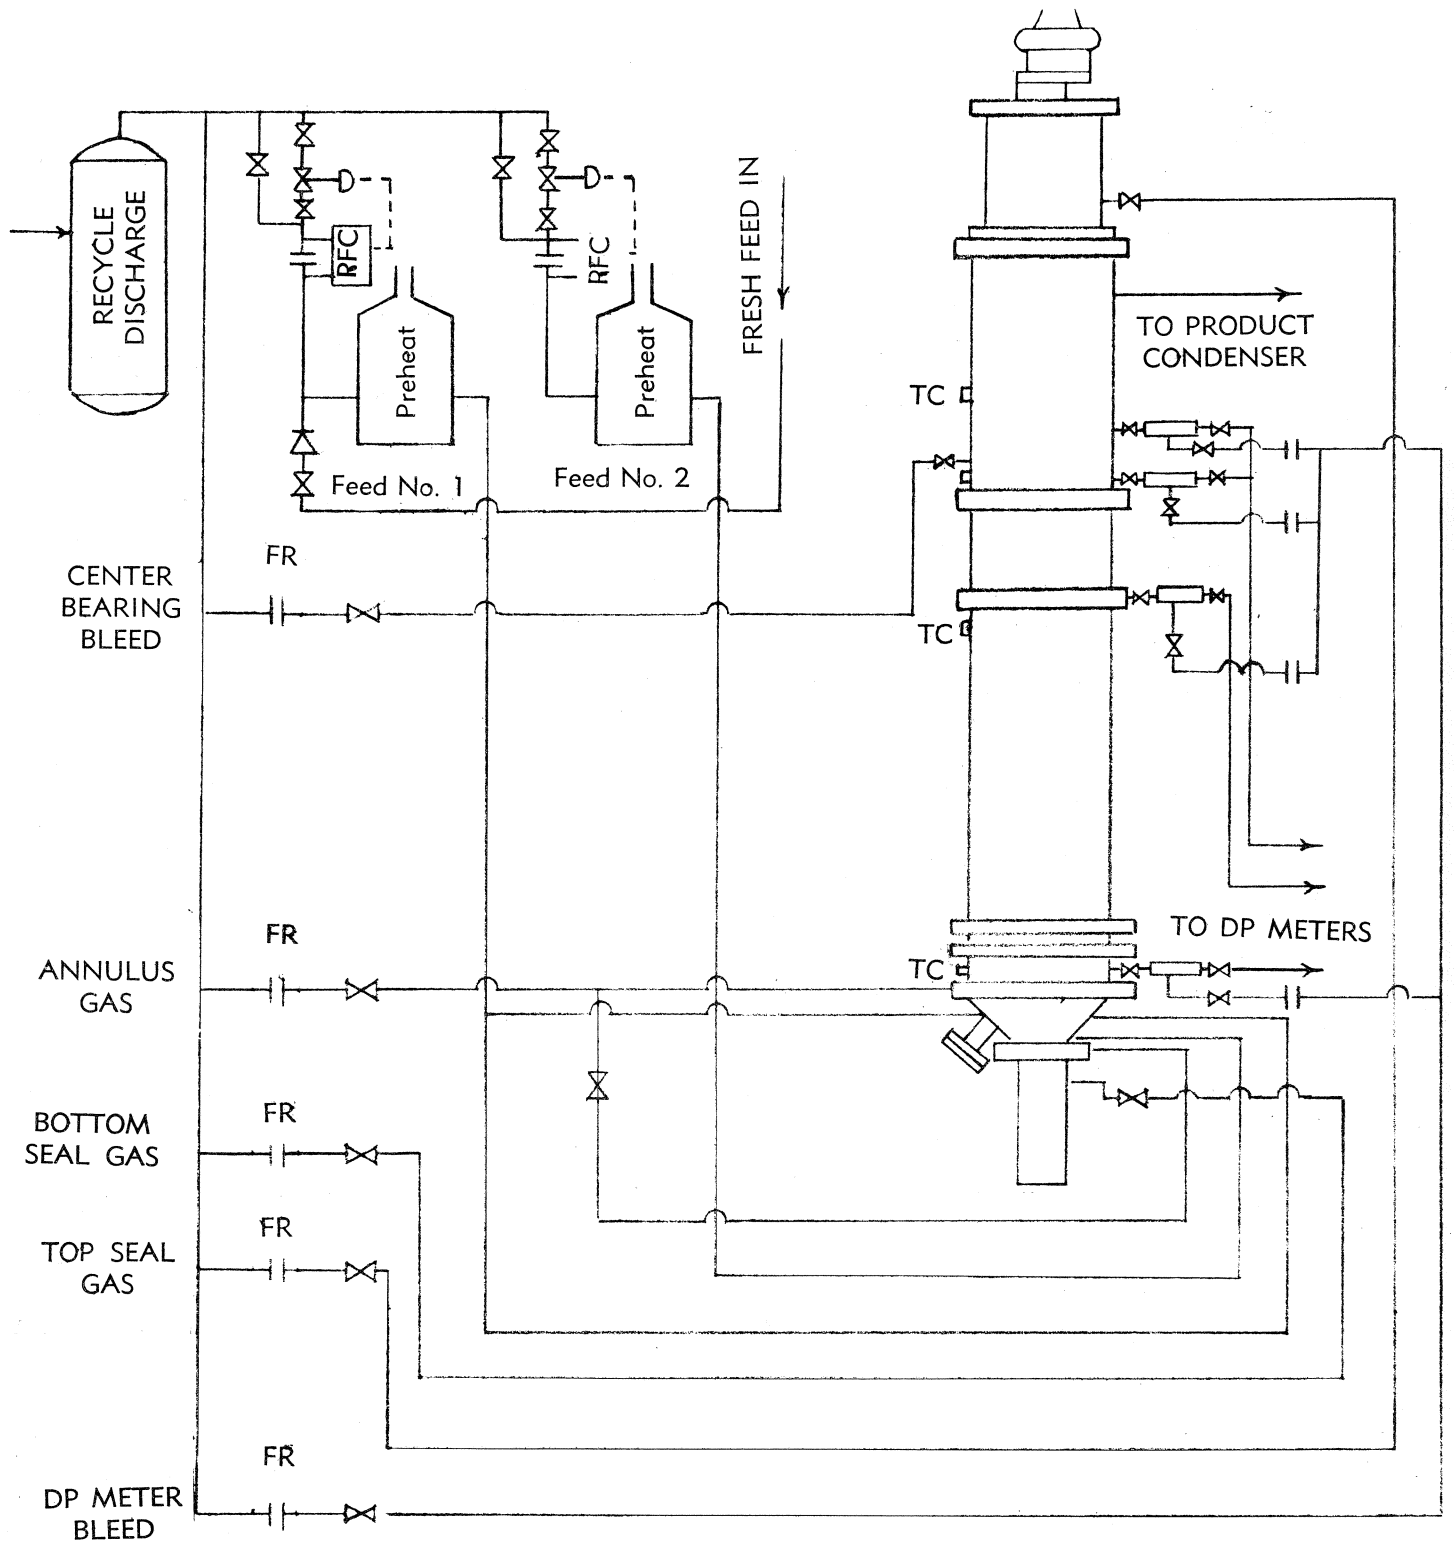 RECYCLE
DISCHARGE
RFC
RFC
Preheat
Preheat
FRESH FEED IN
Feed No. 1
Feed No. 2
TO PRODUCT
CONDENSER
TC
FR
CENTER
BEARING
BLEED
TC
FR
ANNULUS
GAS
TO DP METERS
TC
FR
BOTTOM
SEAL GAS
FR
TOP SEAL
GAS
FR
DP METER
BLEED